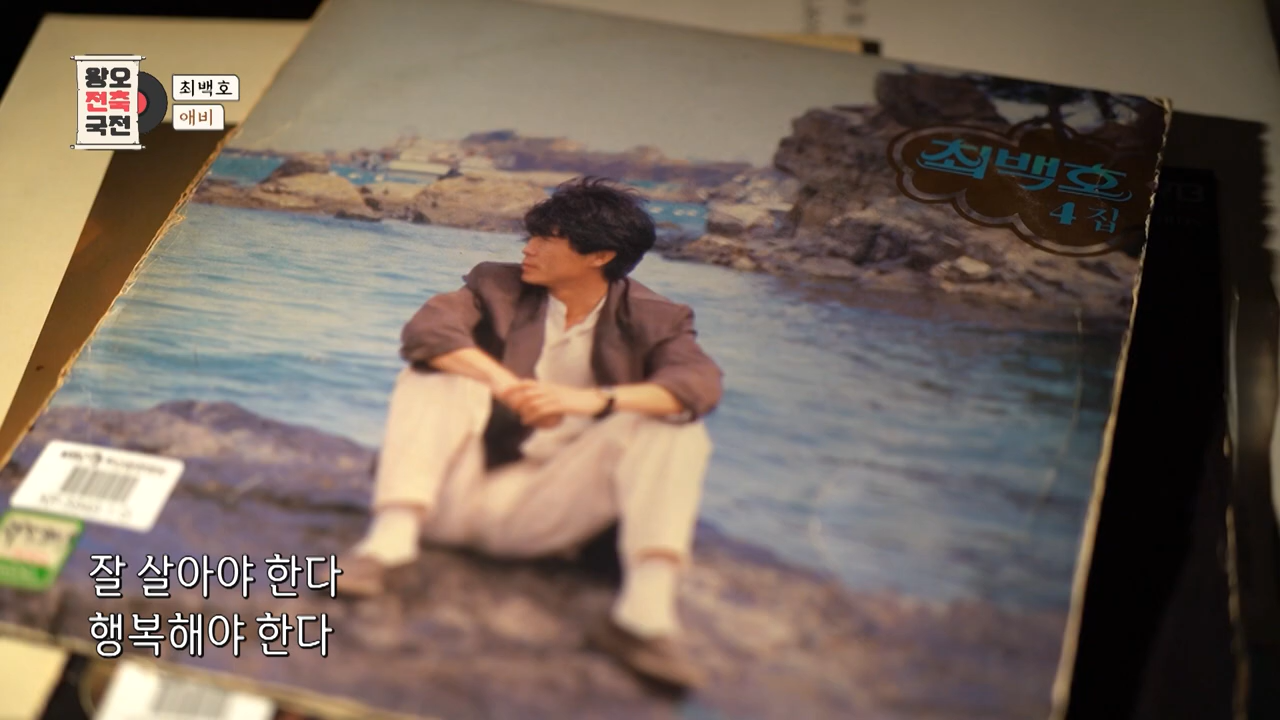 왕오
전축
국전
최백호
애비
최백호
4집
잘 살아야 한다
행복해야 한다